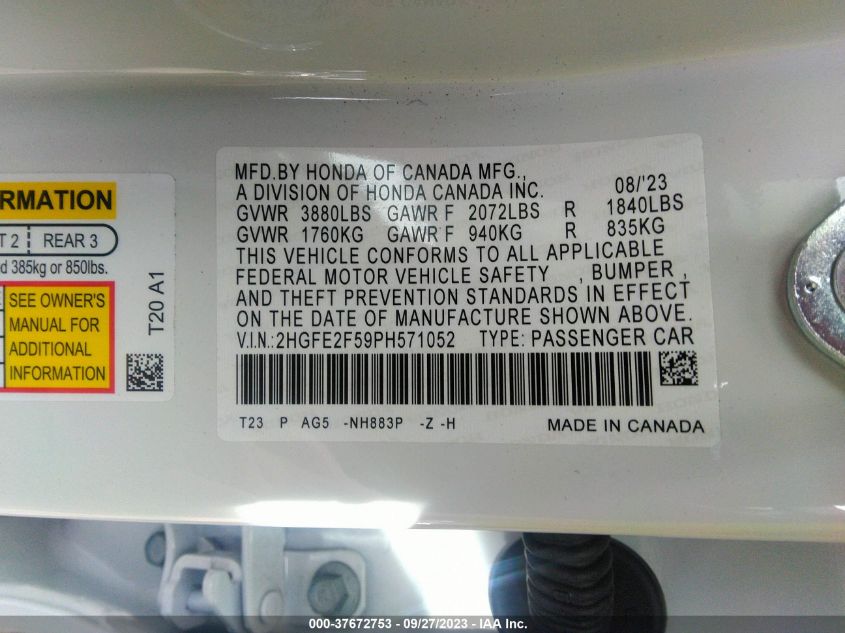 RMATION
T 2 REAR 3
d 385kg or 850lbs.
SEE OWNER'S
MANUAL FOR
ADDITIONAL
INFORMATION
T20 A1
MFD.BY HONDA OF CANADA MFG.,
A DIVISION OF HONDA CANADA INC. 08/'23
GVWR 3880LBS GAWR F 2072LBS R 1840LBS
GVWR 1760KG GAWR F 940KG R 835KG
THIS VEHICLE CONFORMS TO ALL APPLICABLE
FEDERAL MOTOR VEHICLE SAFETY , BUMPER ,
AND THEFT PREVENTION STANDARDS IN EFFECT
ON THE DATE OF MANUFACTURE SHOWN ABOVE.
V.I.N.:2HGFE2F59PH571052 TYPE: PASSENGER CAR
T23 P AG5 -NH883P -Z -H MADE IN CANADA
000-37672753 - 09/27/2023 - IAA Inc.